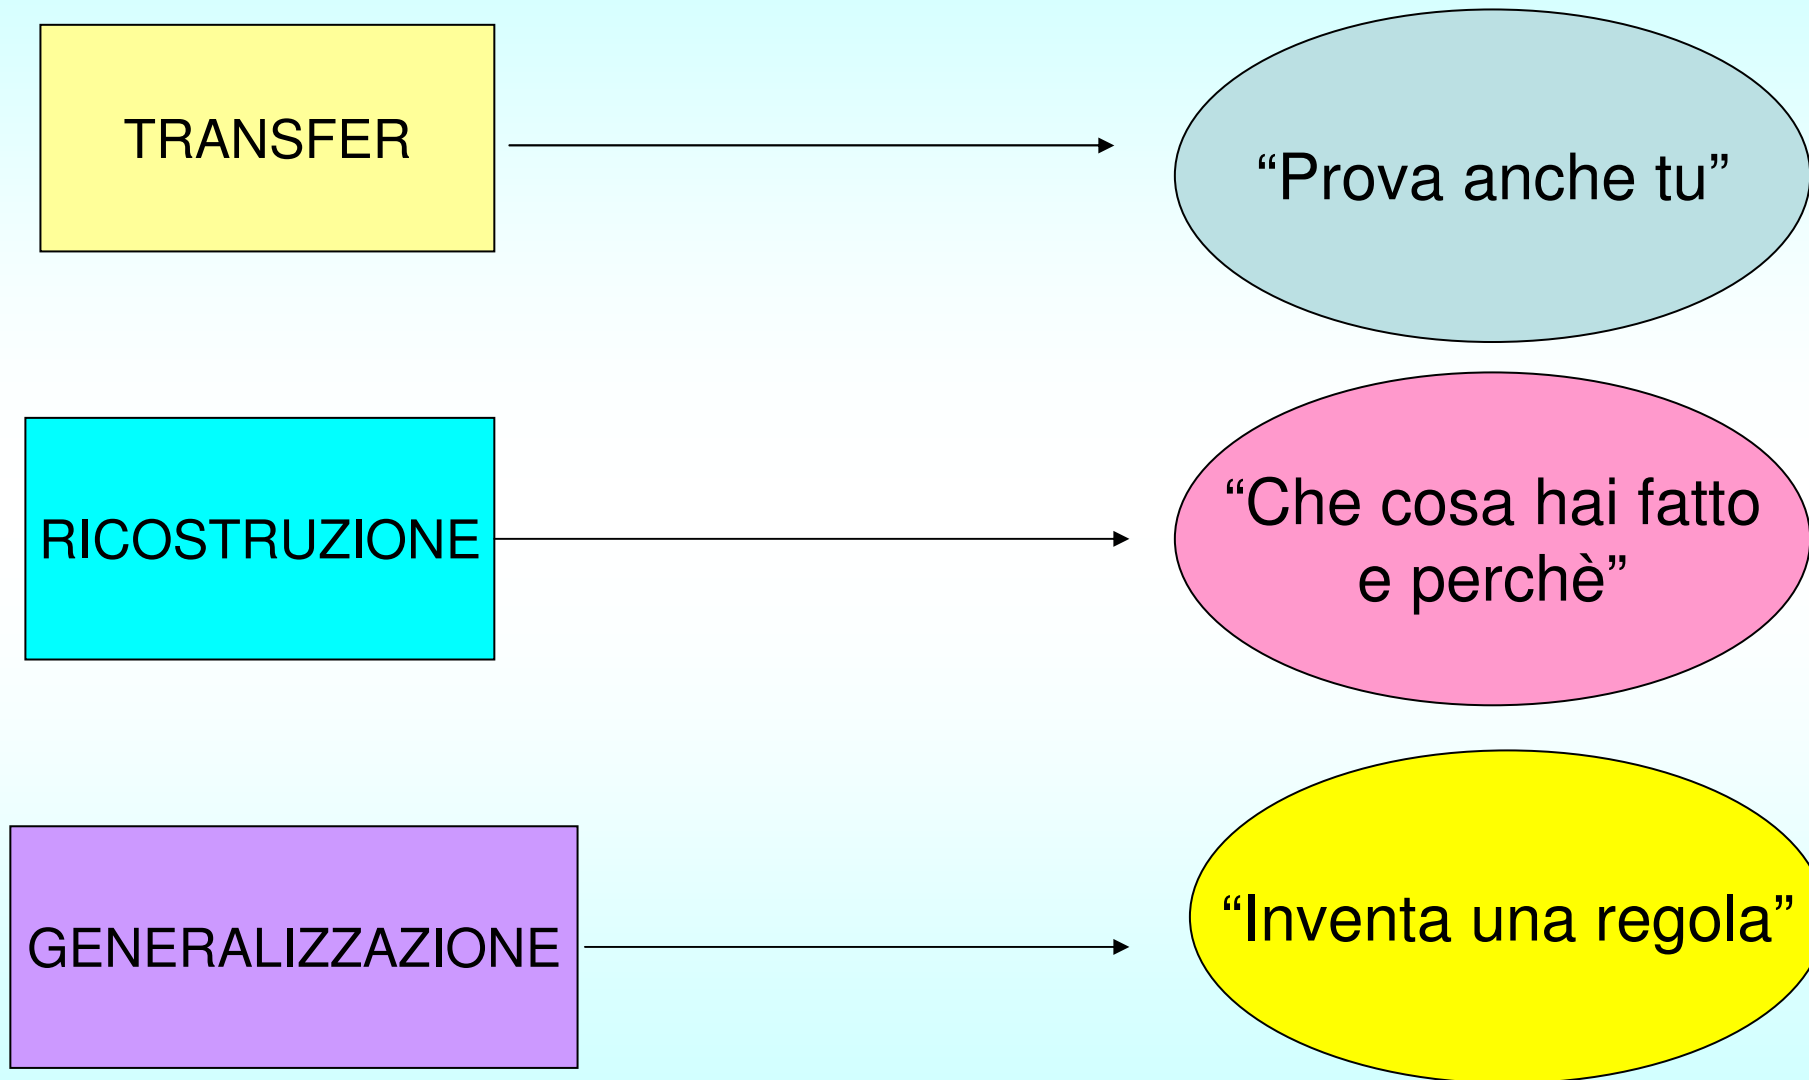 TRANSFER
“Prova anche tu”
RICOSTRUZIONE
“Che cosa hai fatto
e perchè”
GENERALIZZAZIONE
“Inventa una regola”